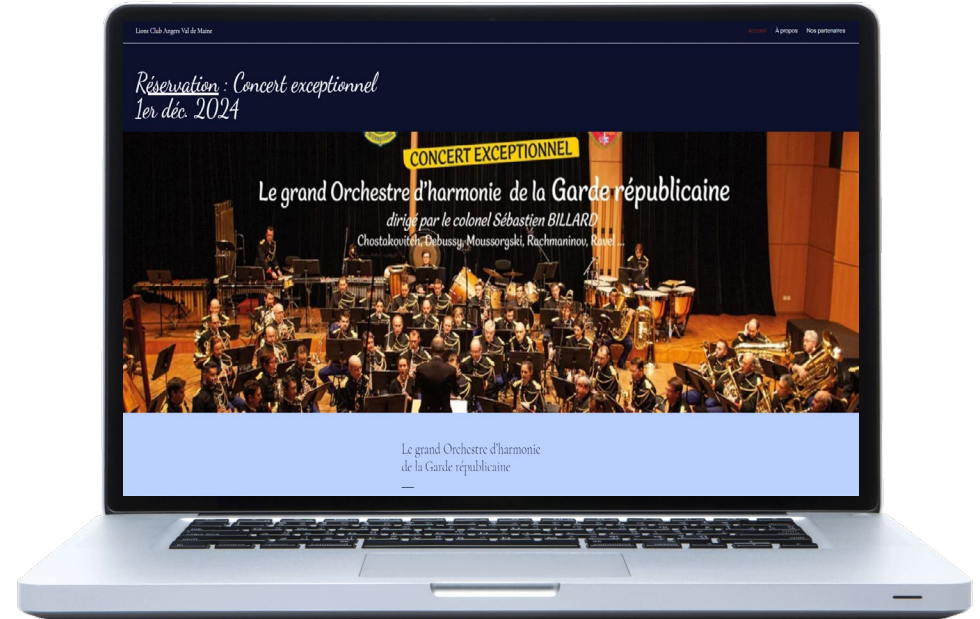 Lions Club Angers Val de Maine
Accueil À propos Nos partenaires
Réservation : Concert exceptionnel
1er déc. 2024
CONCERT EXCEPTIONNEL
Le grand Orchestre d'harmonie de la Garde républicaine
dirigé par le colonel Sébastien BILLARD
Chostakovitch, Debussy, Moussorgski, Rachmaninov, Ravel ...
Le grand Orchestre d'harmonie
de la Garde républicaine